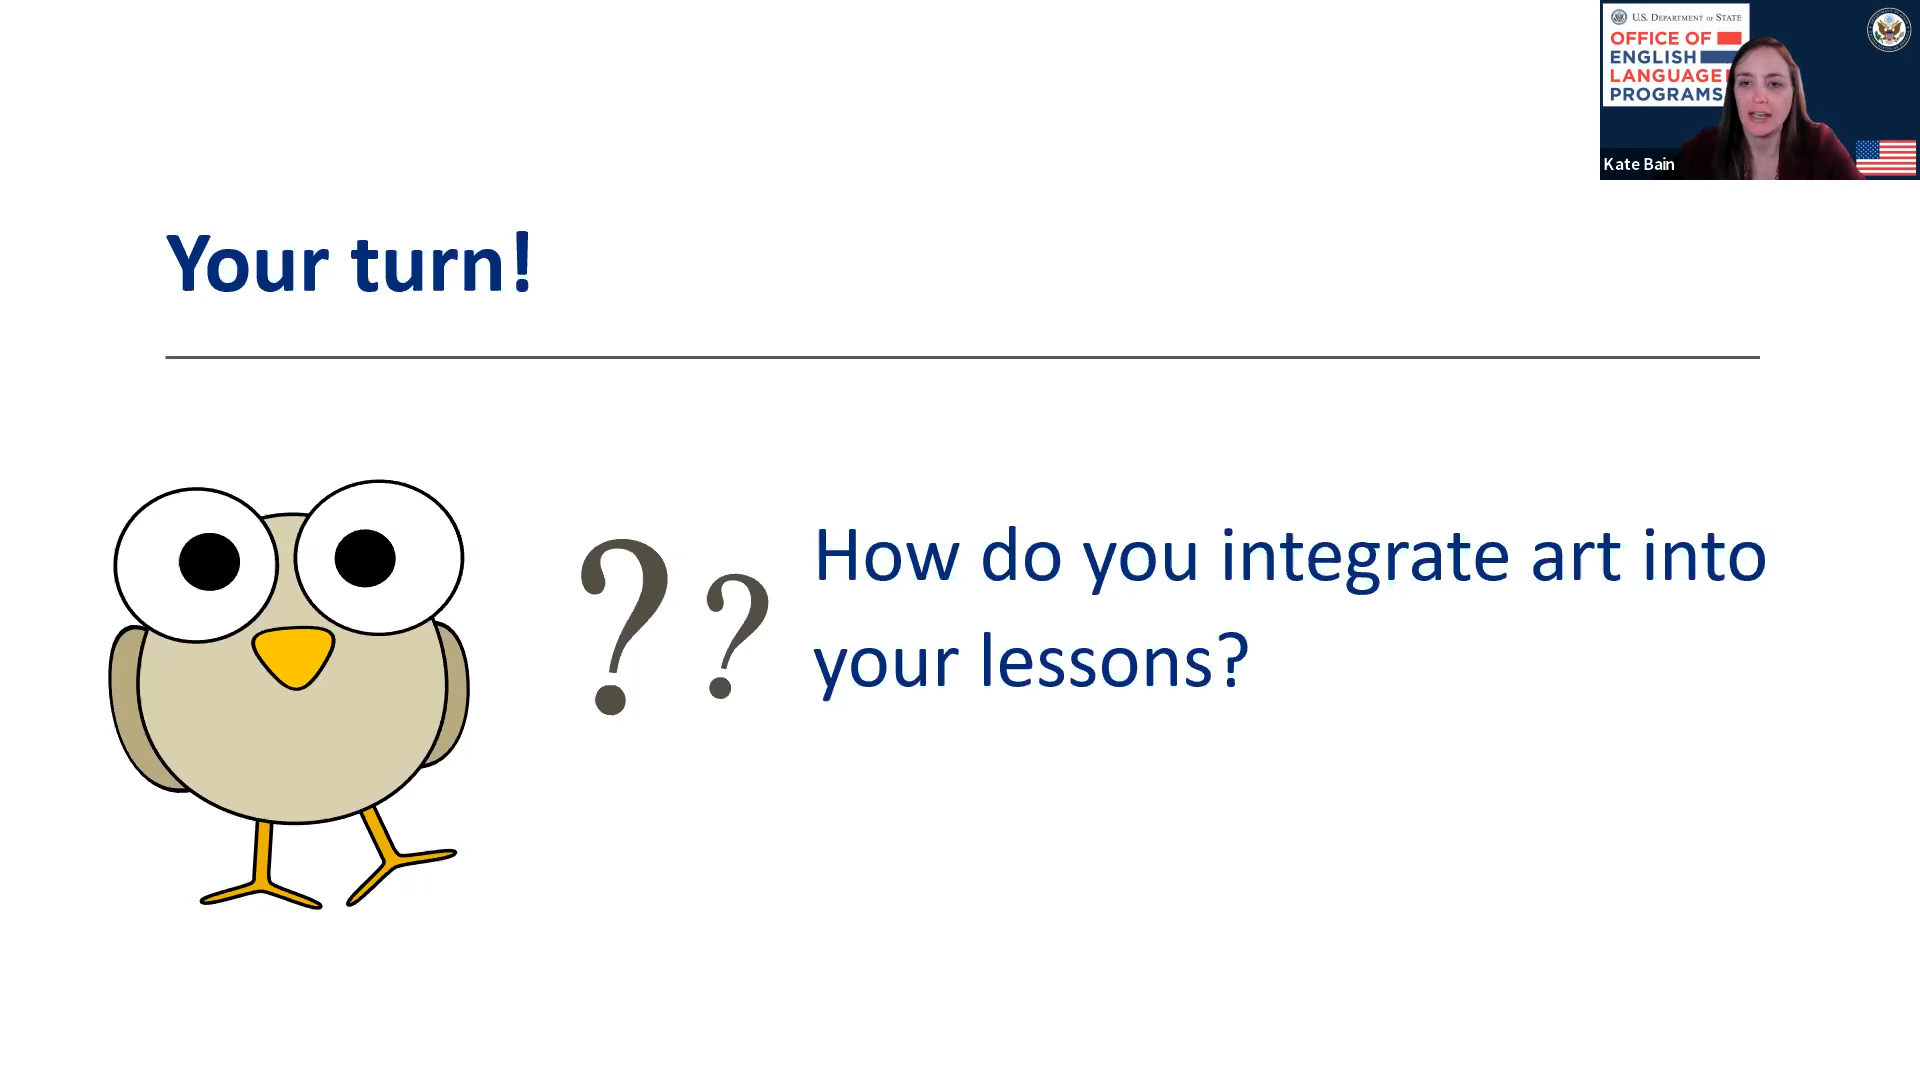 U.S. DEPARTMENT OF STATE
OFFICE OF
ENGLISH
LANGUAGE
PROGRAMS
Kate Bain
Your turn!
? ?
How do you integrate art into
your lessons?